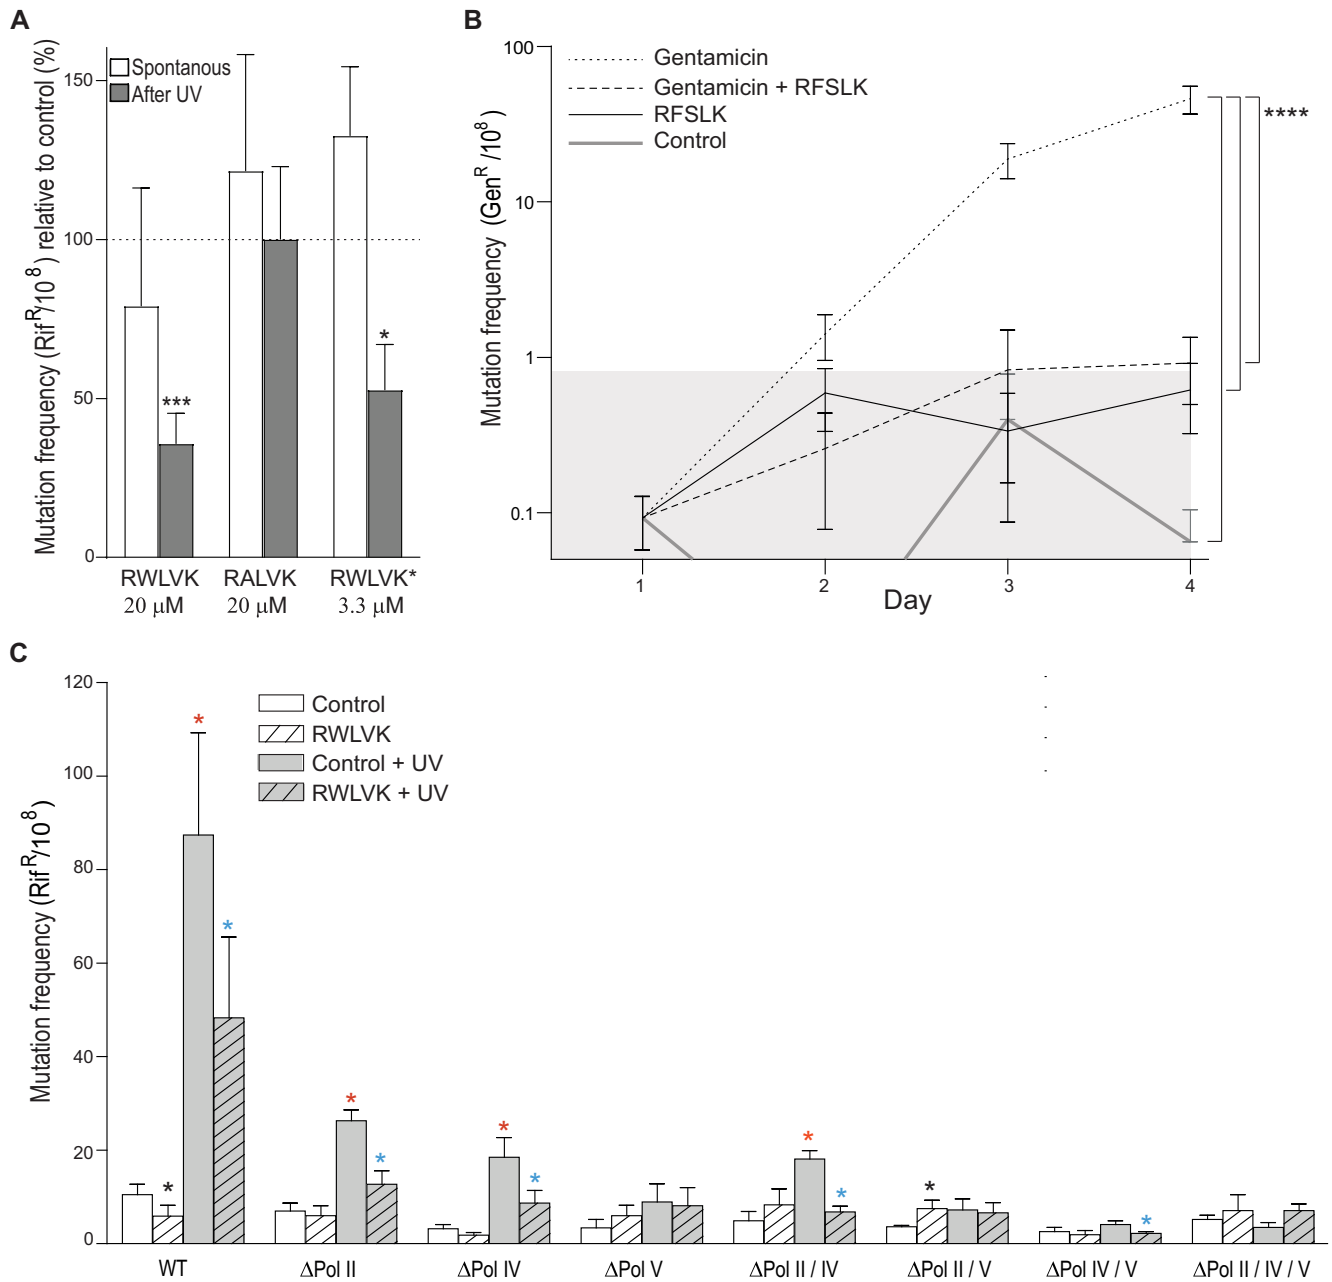 A
Mutation frequency (Rif^R/10^8) relative to control (%)
150
100
50
0
Spontanous
After UV
***
*
RWLVK
20 µM
RALVK
20 µM
RWLVK*
3.3 µM
B
Mutation frequency (Gen^R /10^8)
100
10
1
0.1
Gentamicin
Gentamicin + RFSLK
RFSLK
Control
****
1
2
3
4
Day
C
Mutation frequency (Rif^R/10^8)
120
100
80
60
40
20
0
Control
RWLVK
Control + UV
RWLVK + UV
*
*
*
*
*
*
*
*
*
*
*
WT
ΔPol II
ΔPol IV
ΔPol V
ΔPol II / IV
ΔPol II / V
ΔPol IV / V
ΔPol II / IV / V